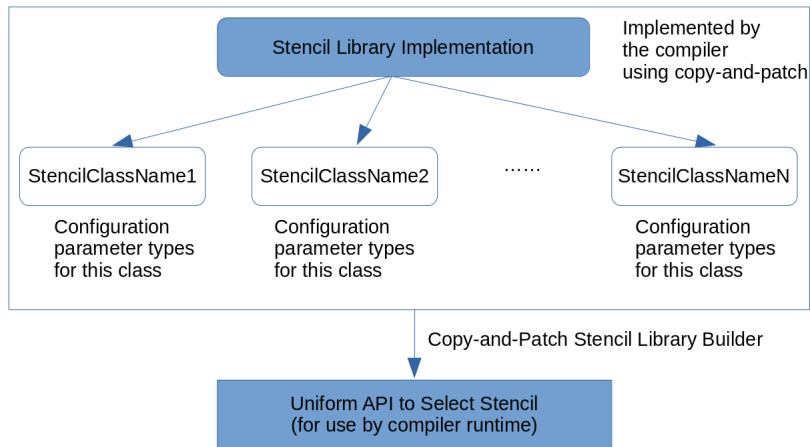 Stencil Library Implementation
Implemented by
the compiler
using copy-and-patch
StencilClassName1
StencilClassName2
......
StencilClassNameN
Configuration
parameter types
for this class
Configuration
parameter types
for this class
Configuration
parameter types
for this class
Copy-and-Patch Stencil Library Builder
Uniform API to Select Stencil
(for use by compiler runtime)